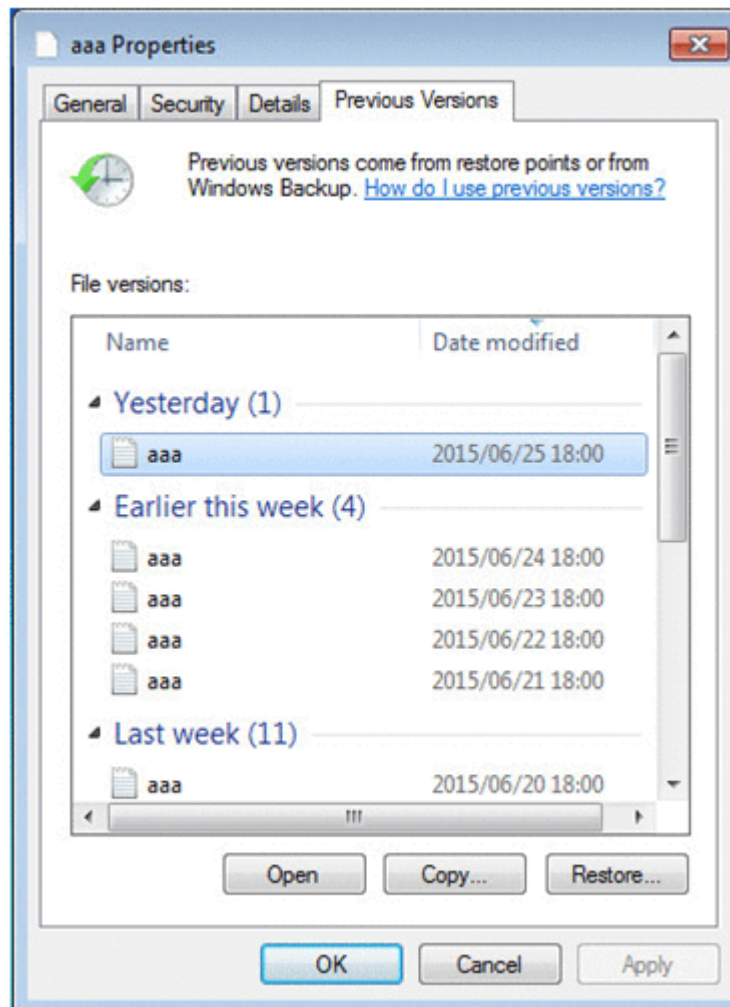 aaa Properties
General Security Details Previous Versions
Previous versions come from restore points or from
Windows Backup. How do I use previous versions?
File versions:
Name Date modified
Yesterday (1)
aaa 2015/06/25 18:00
Earlier this week (4)
aaa 2015/06/24 18:00
aaa 2015/06/23 18:00
aaa 2015/06/22 18:00
aaa 2015/06/21 18:00
Last week (11)
aaa 2015/06/20 18:00
Open Copy... Restore...
OK Cancel Apply